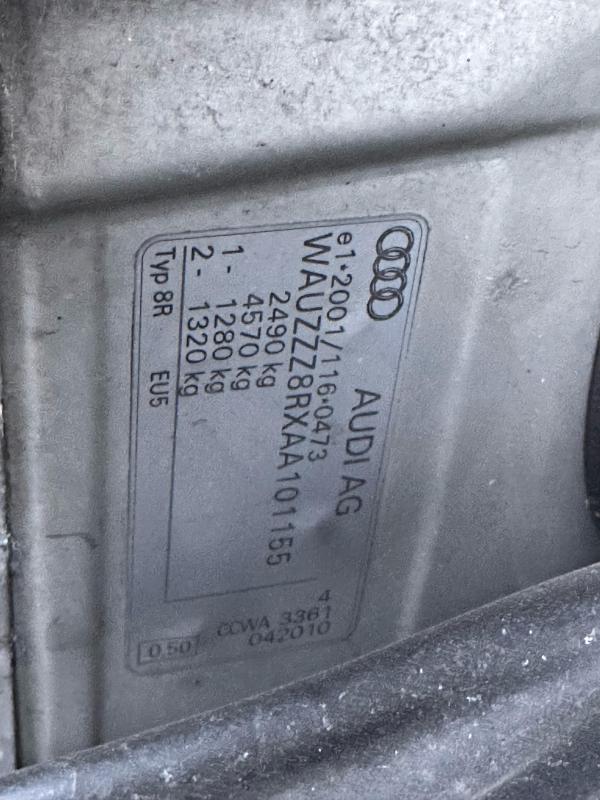 AUDI AG
e1*2001/116*0473
WAUZZZ8RXAA101155
2490 kg
4570 kg
1- 1280 kg
2- 1320 kg
Typ 8R EU5
4
CCWA 3361
042010
0.50